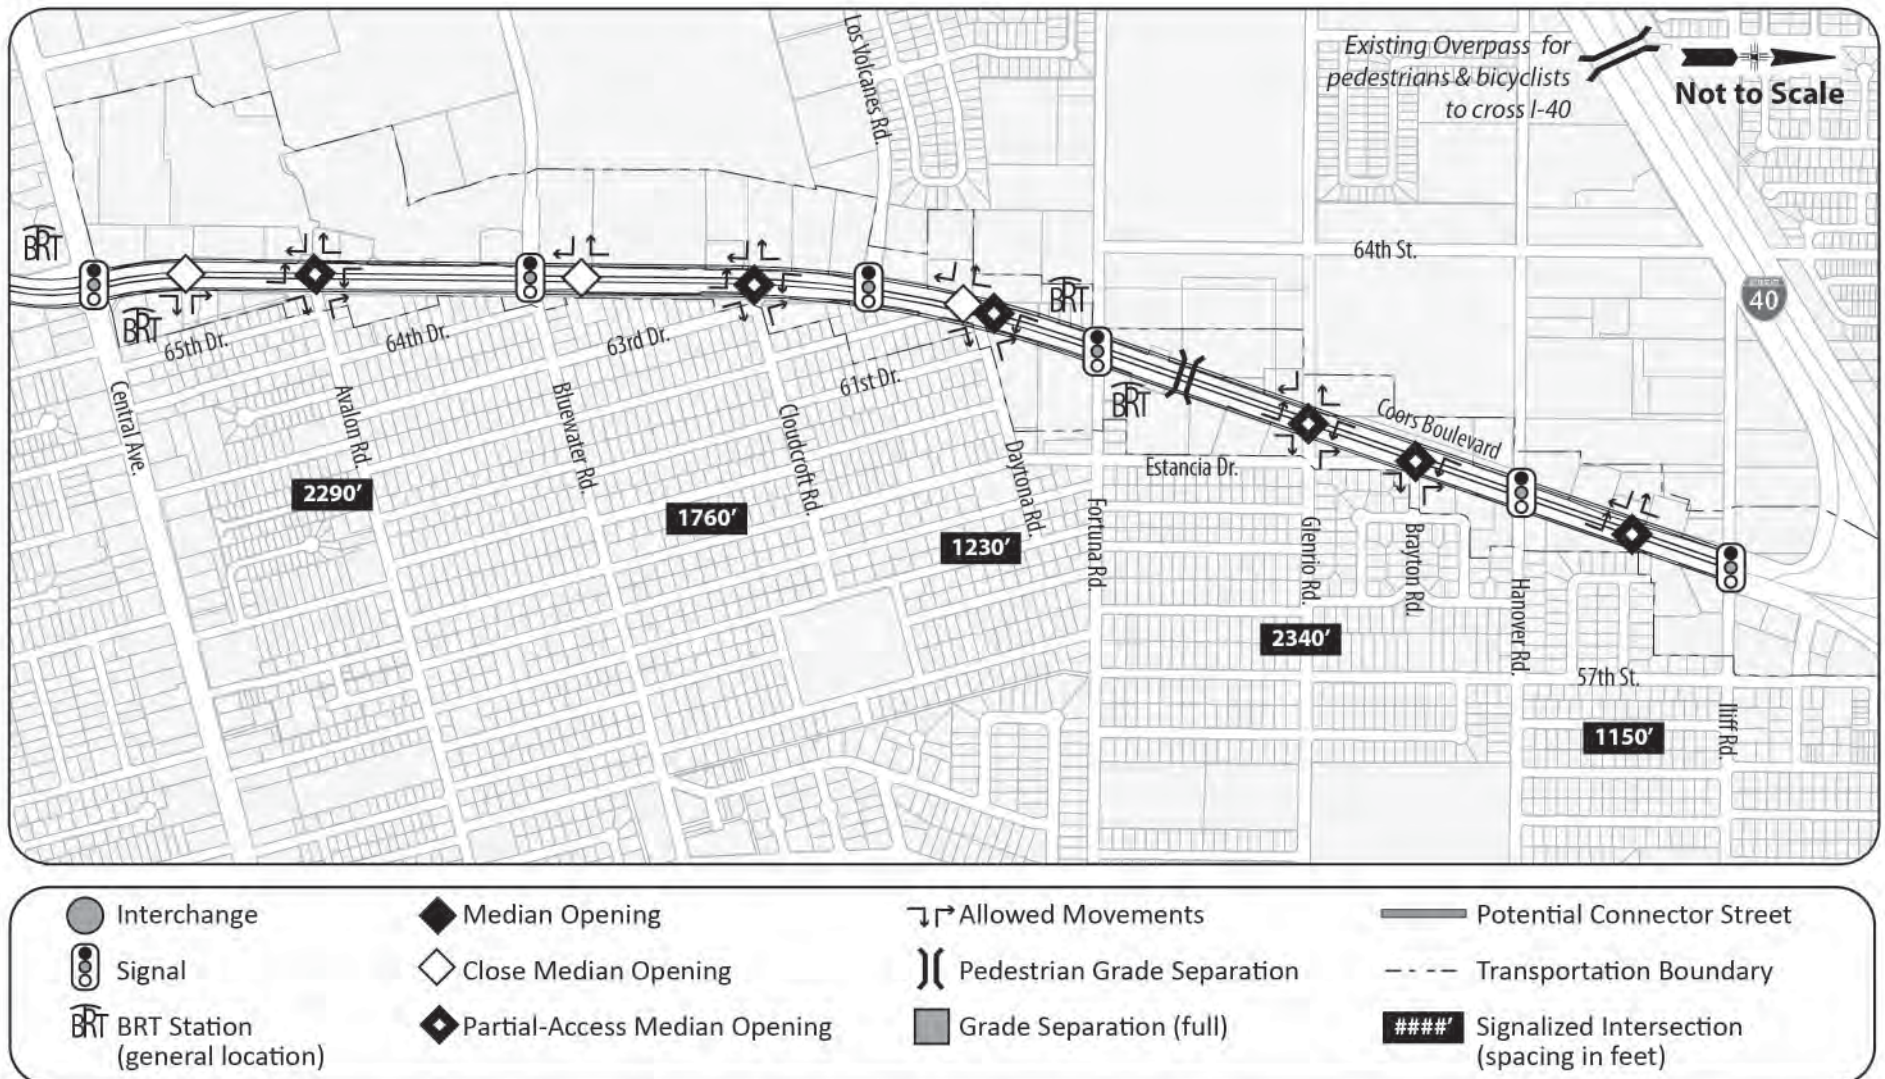 Existing Overpass for
pedestrians & bicyclists
to cross I-40
Not to Scale
Los Volcanes Rd.
64th St.
INTERSTATE
40
BRT
BRT
BRT
BRT
65th Dr.
64th Dr.
63rd Dr.
61st Dr.
Coors Boulevard
Estancia Dr.
Central Ave.
Avalon Rd.
Bluewater Rd.
Cloudcroft Rd.
Daytona Rd.
Fortuna Rd.
Glenrio Rd.
Brayton Rd.
Hanover Rd.
57th St.
Iliff Rd.
2290’
1760’
1230’
2340’
1150’
Interchange
Signal
BRT BRT Station
(general location)
Median Opening
Close Median Opening
Partial-Access Median Opening
Allowed Movements
Pedestrian Grade Separation
Grade Separation (full)
Potential Connector Street
Transportation Boundary
####’ Signalized Intersection
(spacing in feet)